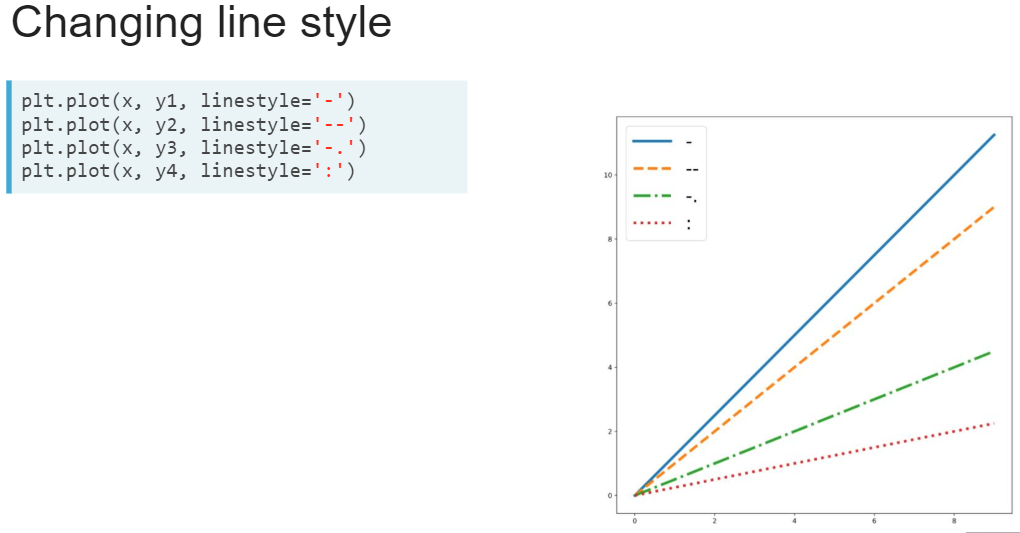 Changing line style
plt.plot(x, y1, linestyle='-')
plt.plot(x, y2, linestyle='--')
plt.plot(x, y3, linestyle='-.')
plt.plot(x, y4, linestyle=':')
-
--
-.
:
10
8
6
4
2
0
0 2 4 6 8